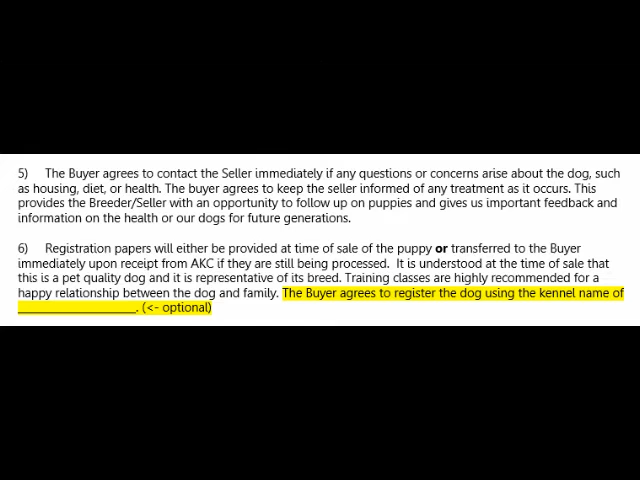 5) The Buyer agrees to contact the Seller immediately if any questions or concerns arise about the dog, such
as housing, diet, or health. The buyer agrees to keep the seller informed of any treatment as it occurs. This
provides the Breeder/Seller with an opportunity to follow up on puppies and gives us important feedback and
information on the health or our dogs for future generations.
6) Registration papers will either be provided at time of sale of the puppy or transferred to the Buyer
immediately upon receipt from AKC if they are still being processed. It is understood at the time of sale that
this is a pet quality dog and it is representative of its breed. Training classes are highly recommended for a
happy relationship between the dog and family. The Buyer agrees to register the dog using the kennel name of
____________________. (<- optional)